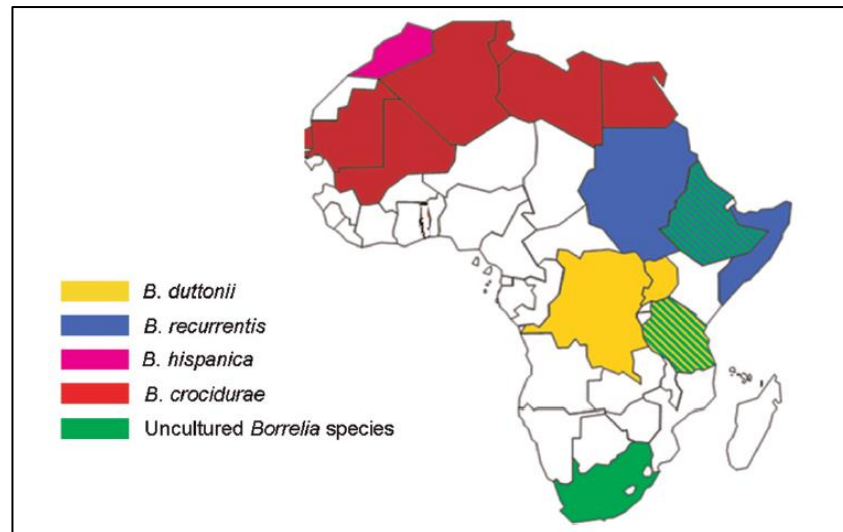 B. duttonii
B. recurrentis
B. hispanica
B. crocidurae
Uncultured Borrelia species